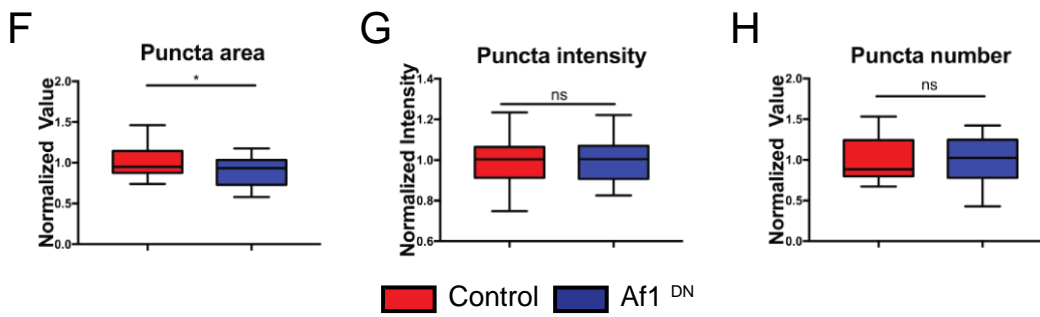 F
Puncta area
Normalized Value
2.0
1.5
1.0
0.5
0.0
*
G
Puncta intensity
Normalized Intensity
1.4
1.2
1.0
0.8
0.6
ns
H
Puncta number
Normalized Value
2.0
1.5
1.0
0.5
0.0
ns
Control Af1 DN